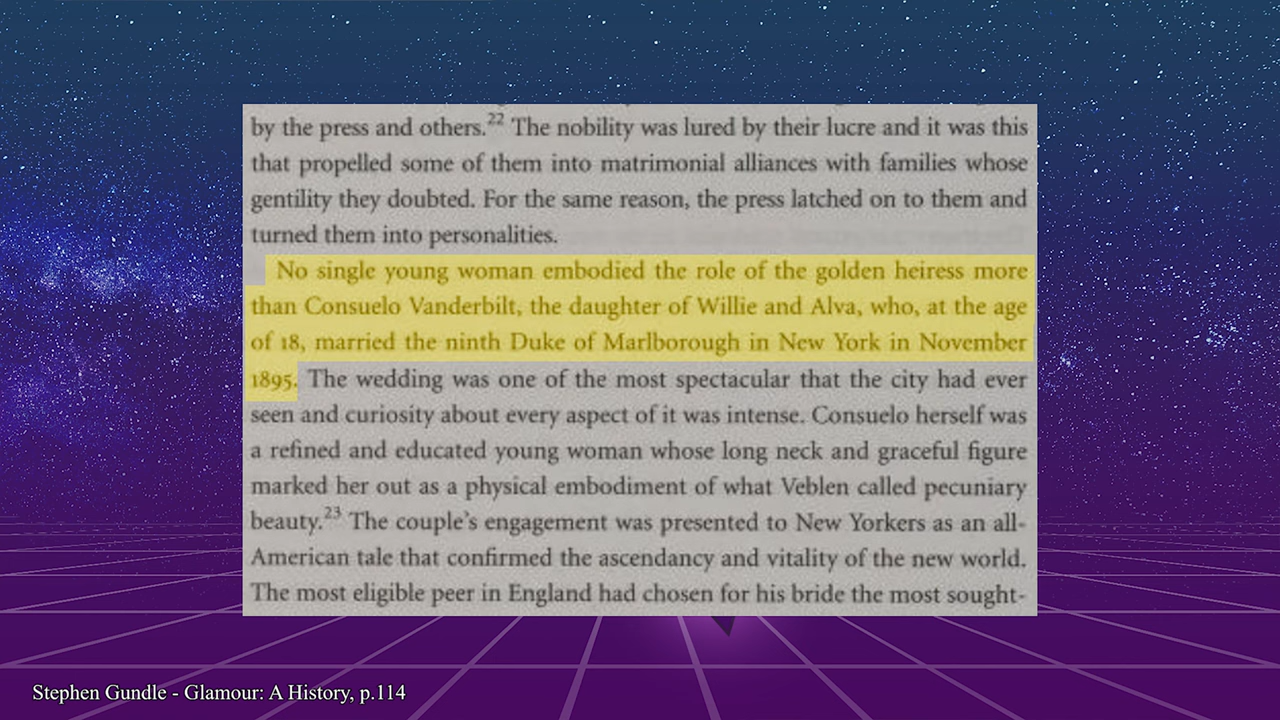 by the press and others.22 The nobility was lured by their lucre and it was this
that propelled some of them into matrimonial alliances with families whose
gentility they doubted. For the same reason, the press latched on to them and
turned them into personalities.
No single young woman embodied the role of the golden heiress more
than Consuelo Vanderbilt, the daughter of Willie and Alva, who, at the age
of 18, married the ninth Duke of Marlborough in New York in November
1895. The wedding was one of the most spectacular that the city had ever
seen and curiosity about every aspect of it was intense. Consuelo herself was
a refined and educated young woman whose long neck and graceful figure
marked her out as a physical embodiment of what Veblen called pecuniary
beauty.23 The couple's engagement was presented to New Yorkers as an all-
American tale that confirmed the ascendancy and vitality of the new world.
The most eligible peer in England had chosen for his bride the most sought-
Stephen Gundle - Glamour: A History, p.114